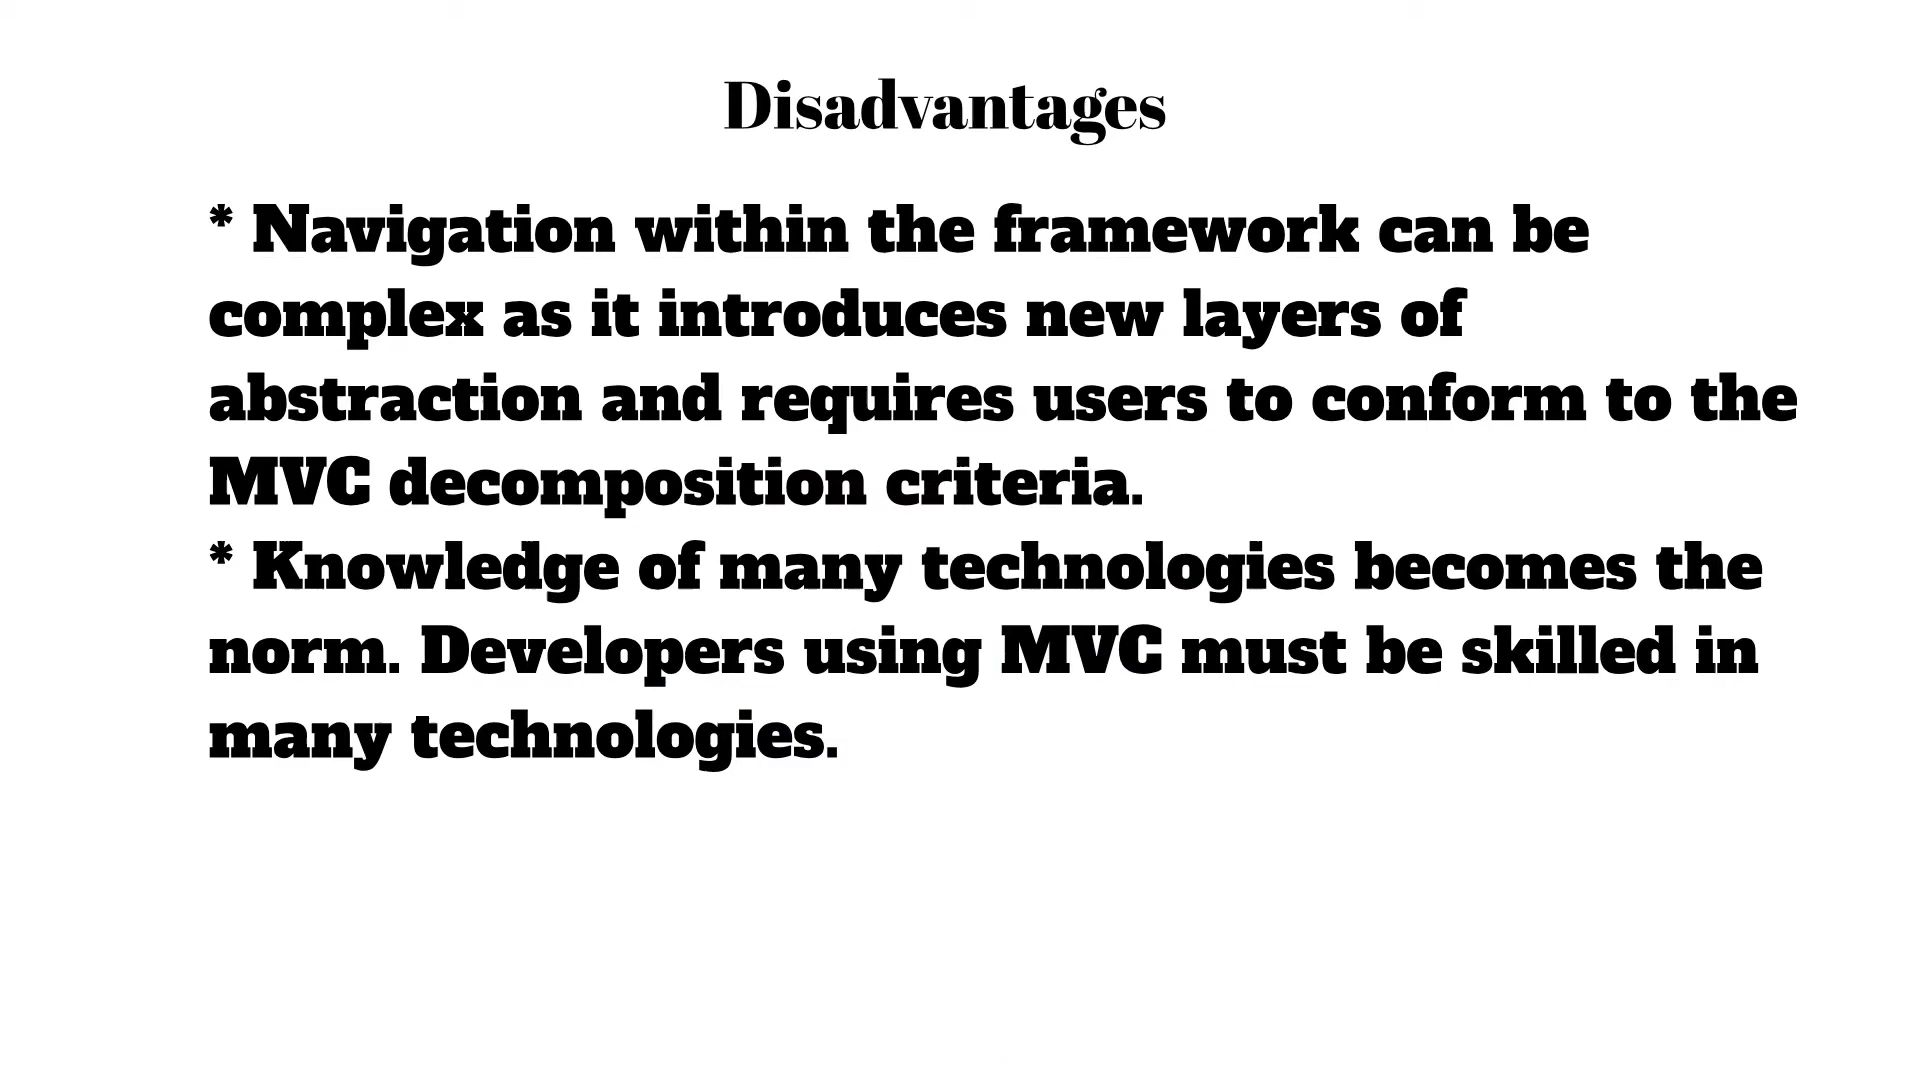 Disadvantages
* Navigation within the framework can be
complex as it introduces new layers of
abstraction and requires users to conform to the
MVC decomposition criteria.
* Knowledge of many technologies becomes the
norm. Developers using MVC must be skilled in
many technologies.